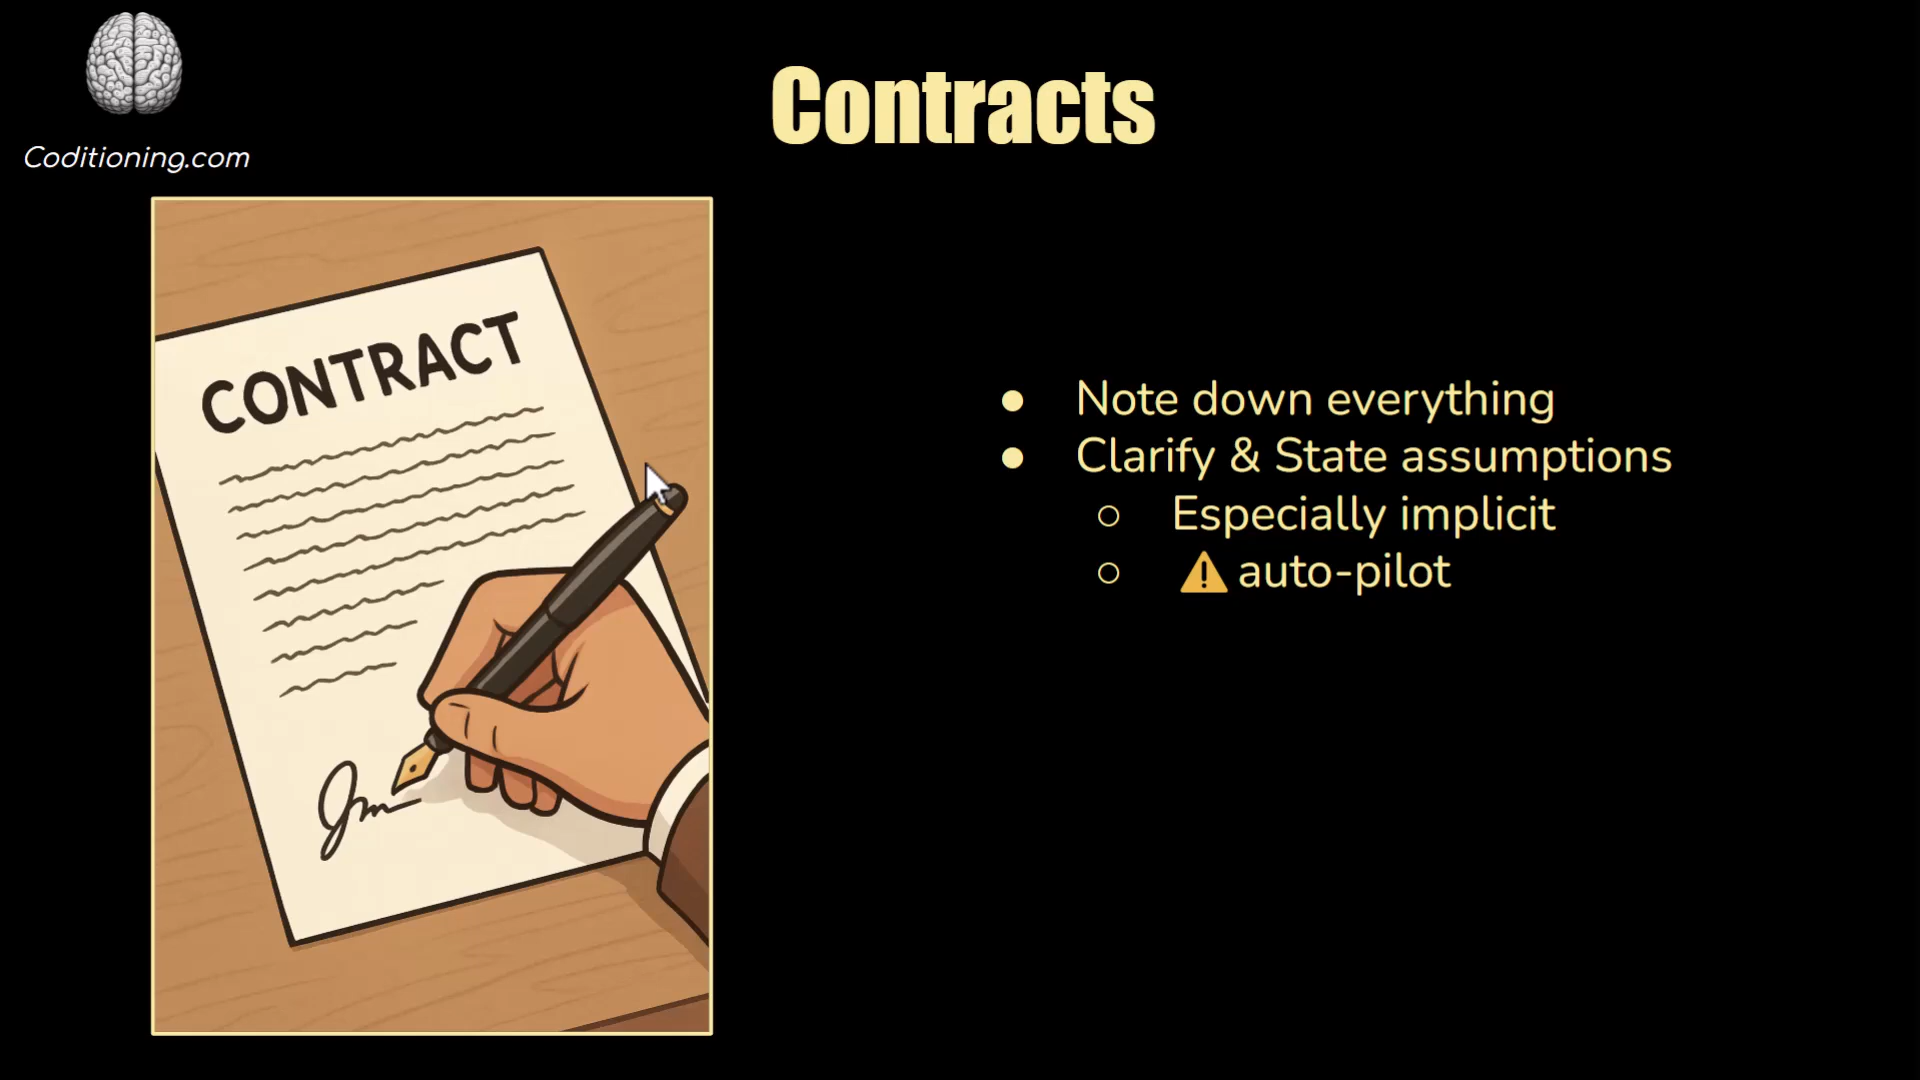 Contracts
Coditioning.com
CONTRACT
● Note down everything
● Clarify & State assumptions
○ Especially implicit
○ ⚠ auto-pilot